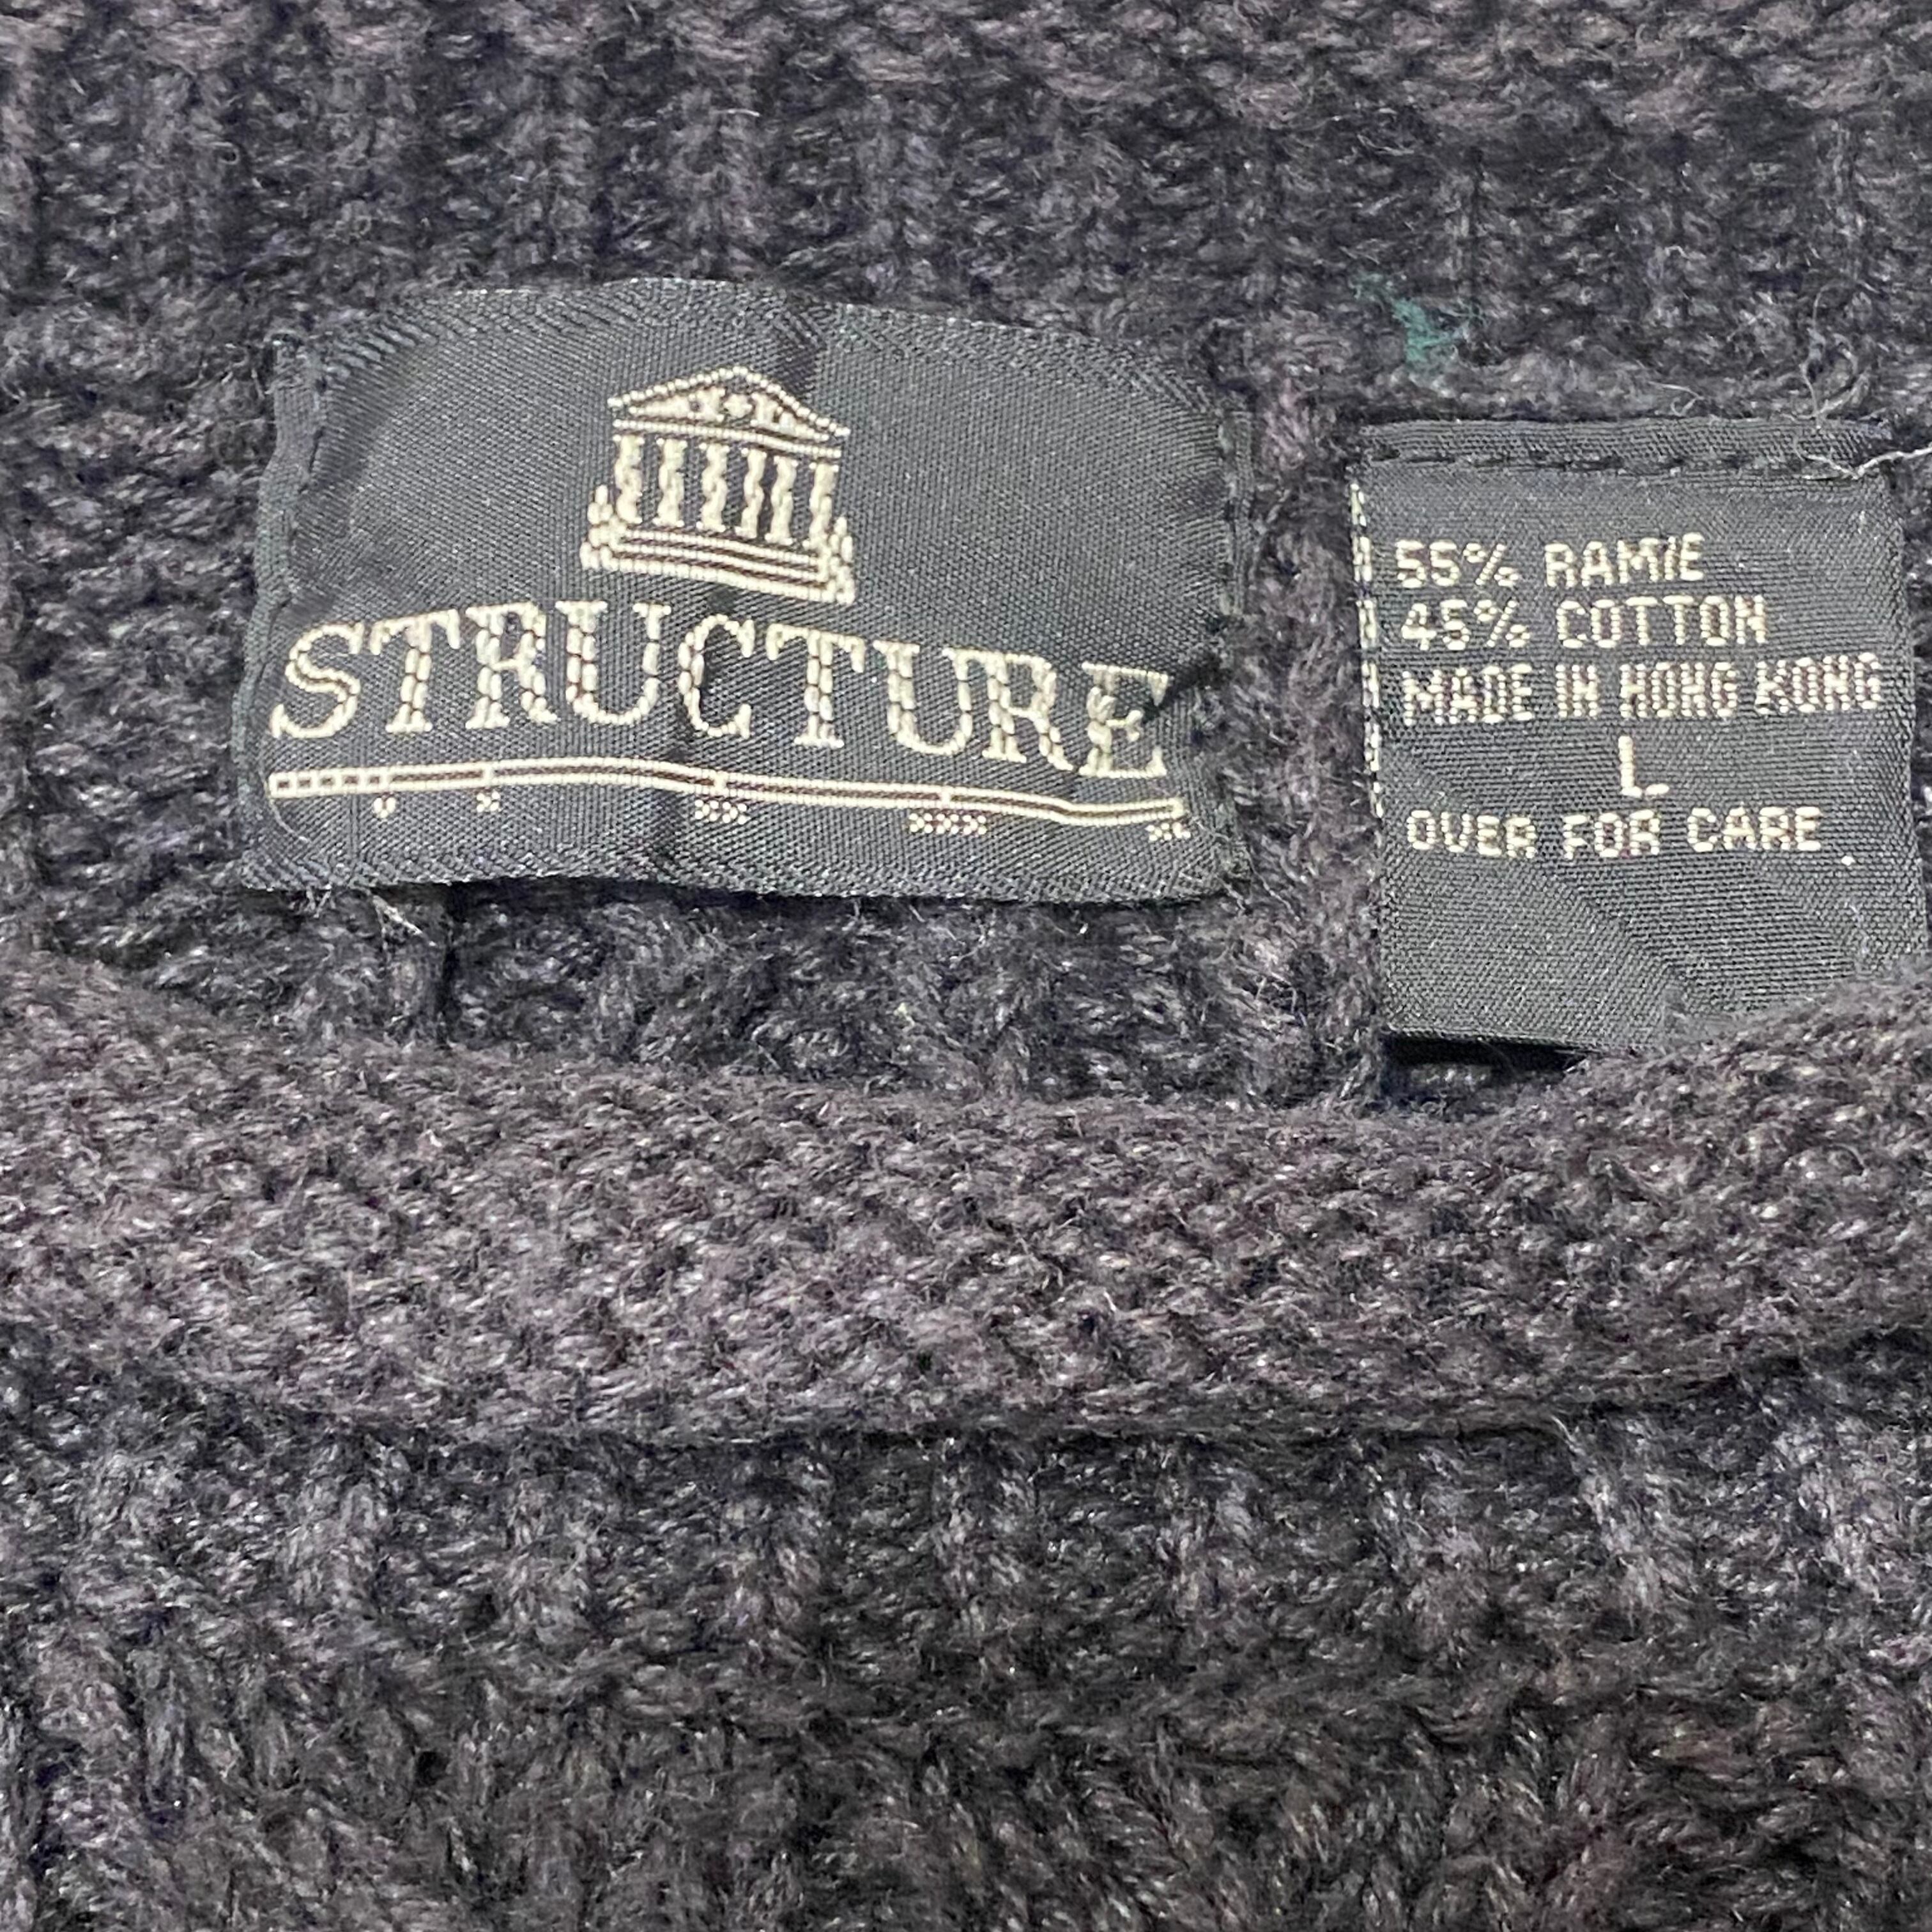 STRUCTURE
55% RAMIE
45% COTTON
MADE IN HONG KONG
L
OVER FOR CARE